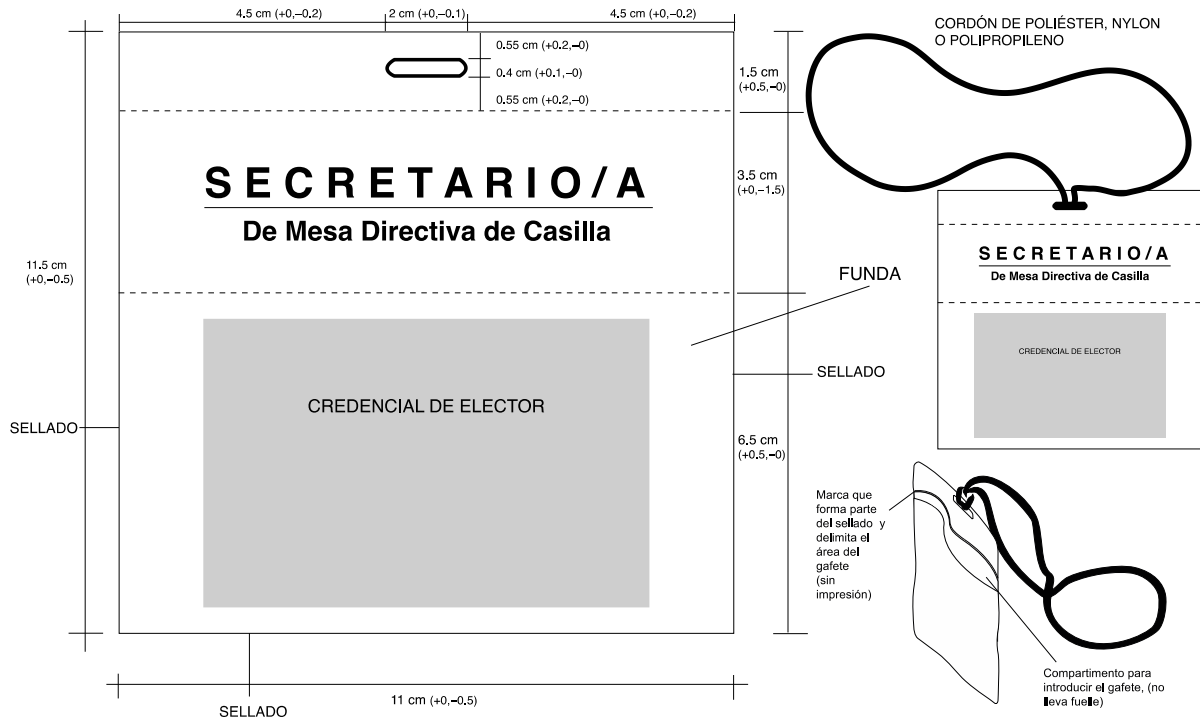 4.5 cm (+0,–0.2)
2 cm (+0,–0.1)
4.5 cm (+0,–0.2)
0.55 cm (+0.2,–0)
0.4 cm (+0.1,–0)
0.55 cm (+0.2,–0)
1.5 cm
(+0.5,–0)
SECRETARIO/A
De Mesa Directiva de Casilla
3.5 cm
(+0,–1.5)
11.5 cm
(+0,–0.5)
FUNDA
SELLADO
CREDENCIAL DE ELECTOR
SELLADO
6.5 cm
(+0.5,–0)
11 cm (+0,–0.5)
SELLADO
CORDÓN DE POLIÉSTER, NYLON
O POLIPROPILENO
SECRETARIO/A
De Mesa Directiva de Casilla
CREDENCIAL DE ELECTOR
Marca que
forma parte
del sellado y
delimita el
área del
gafete
(sin
impresión)
Compartimento para
introducir el gafete, (no
lleva fuelle)